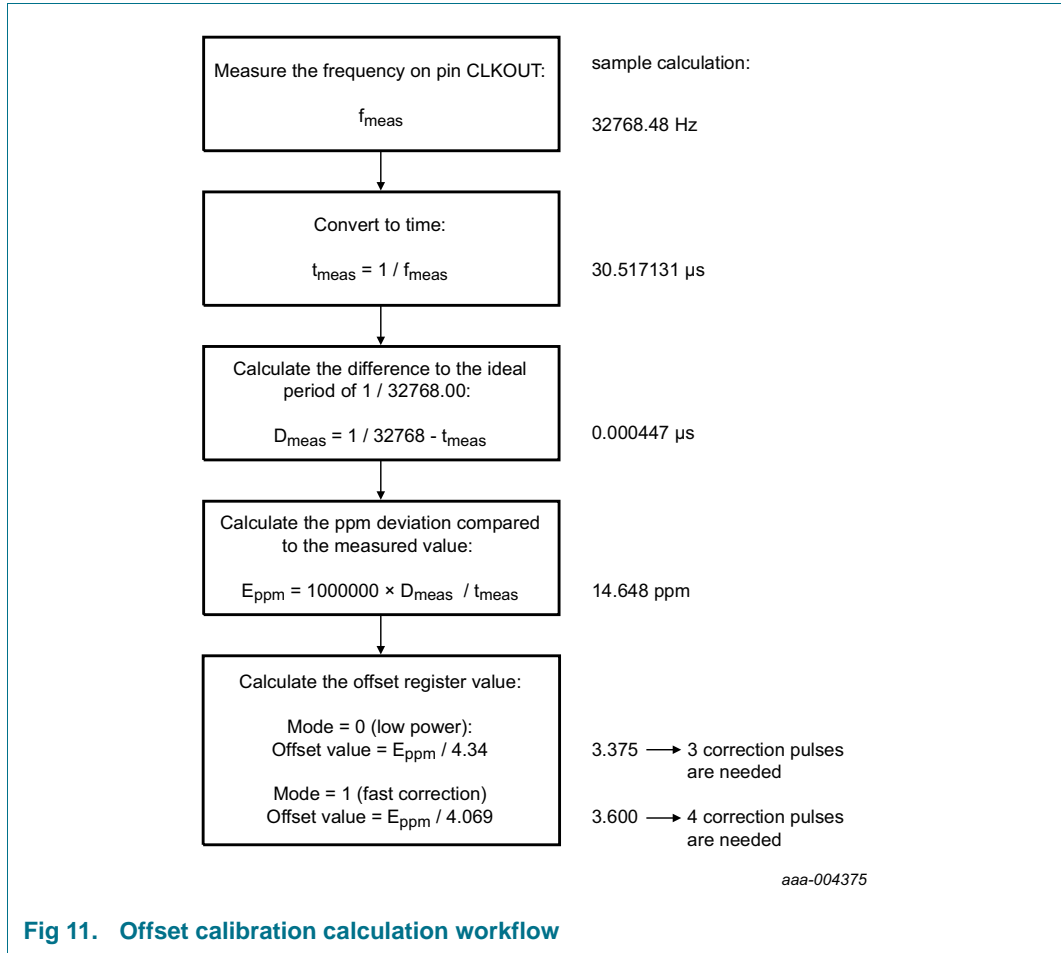 Measure the frequency on pin CLKOUT:
fmeas
sample calculation:
32768.48 Hz
Convert to time:
tmeas = 1 / fmeas
30.517131 µs
Calculate the difference to the ideal
period of 1 / 32768.00:
Dmeas = 1 / 32768 - tmeas
0.000447 µs
Calculate the ppm deviation compared
to the measured value:
Eppm = 1000000 × Dmeas / tmeas
14.648 ppm
Calculate the offset register value:
Mode = 0 (low power):
Offset value = Eppm / 4.34
3.375 → 3 correction pulses
are needed
Mode = 1 (fast correction)
Offset value = Eppm / 4.069
3.600 → 4 correction pulses
are needed
aaa-004375
Fig 11. Offset calibration calculation workflow